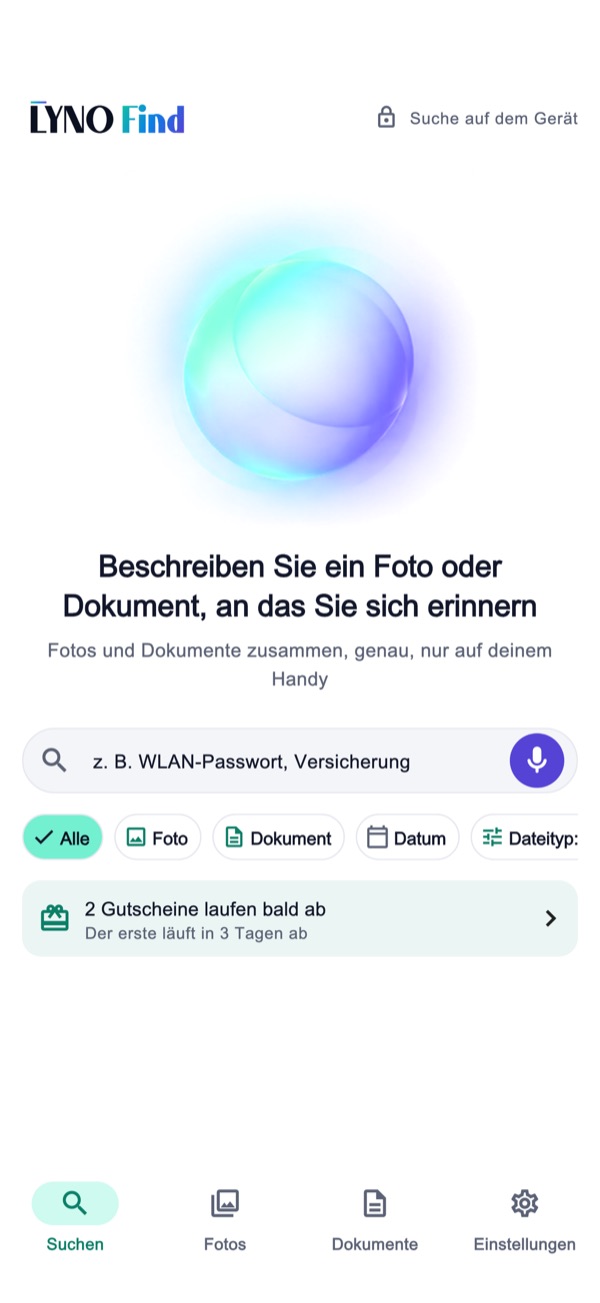 LYNO Find
Suche auf dem Gerät
Beschreiben Sie ein Foto oder
Dokument, an das Sie sich erinnern
Fotos und Dokumente zusammen, genau, nur auf deinem
Handy
z. B. WLAN-Passwort, Versicherung
Alle
Foto
Dokument
Datum
Dateityp:
2 Gutscheine laufen bald ab
Der erste läuft in 3 Tagen ab
Suchen
Fotos
Dokumente
Einstellungen